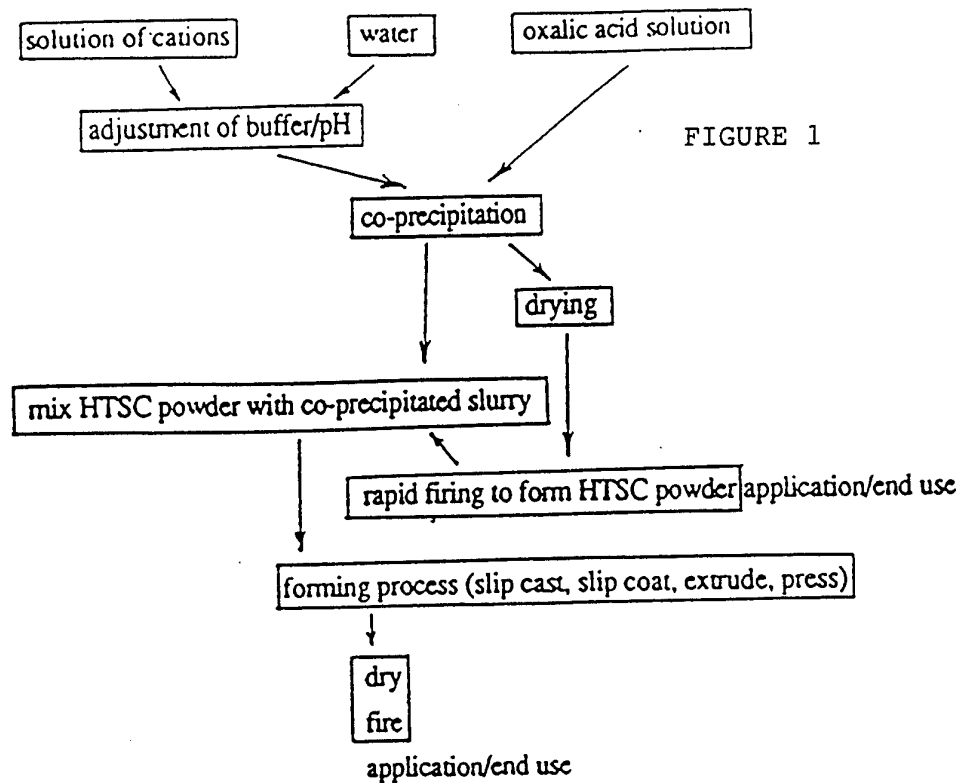 solution of cations
water
oxalic acid solution
adjustment of buffer/pH
FIGURE 1
co-precipitation
drying
mix HTSC powder with co-precipitated slurry
rapid firing to form HTSC powder application/end use
forming process (slip cast, slip coat, extrude, press)
dry
fire
application/end use